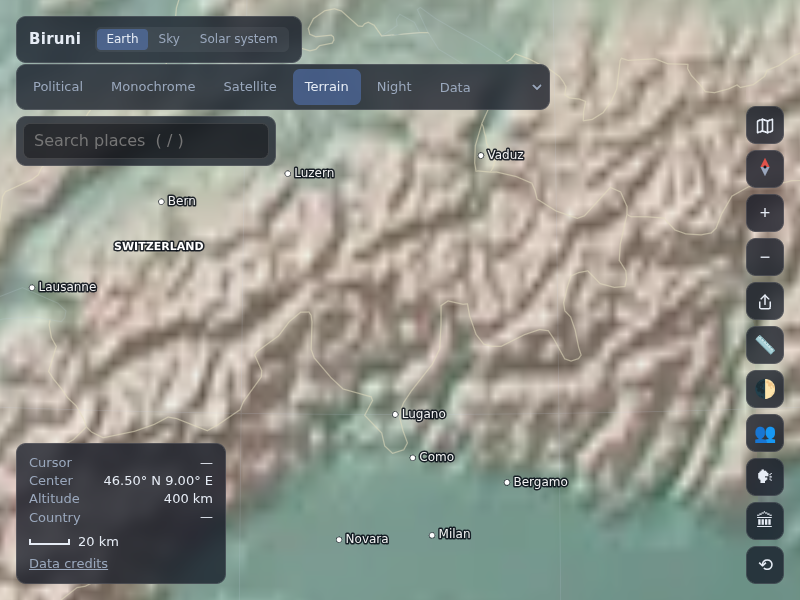 Biruni Earth Sky Solar system
Political Monochrome Satellite Terrain Night Data
Search places ( / )
Vaduz
Luzern
Bern
SWITZERLAND
Lausanne
Lugano
Como
Bergamo
Milan
Novara
Cursor —
Center 46.50° N 9.00° E
Altitude 400 km
Country —
20 km
Data credits